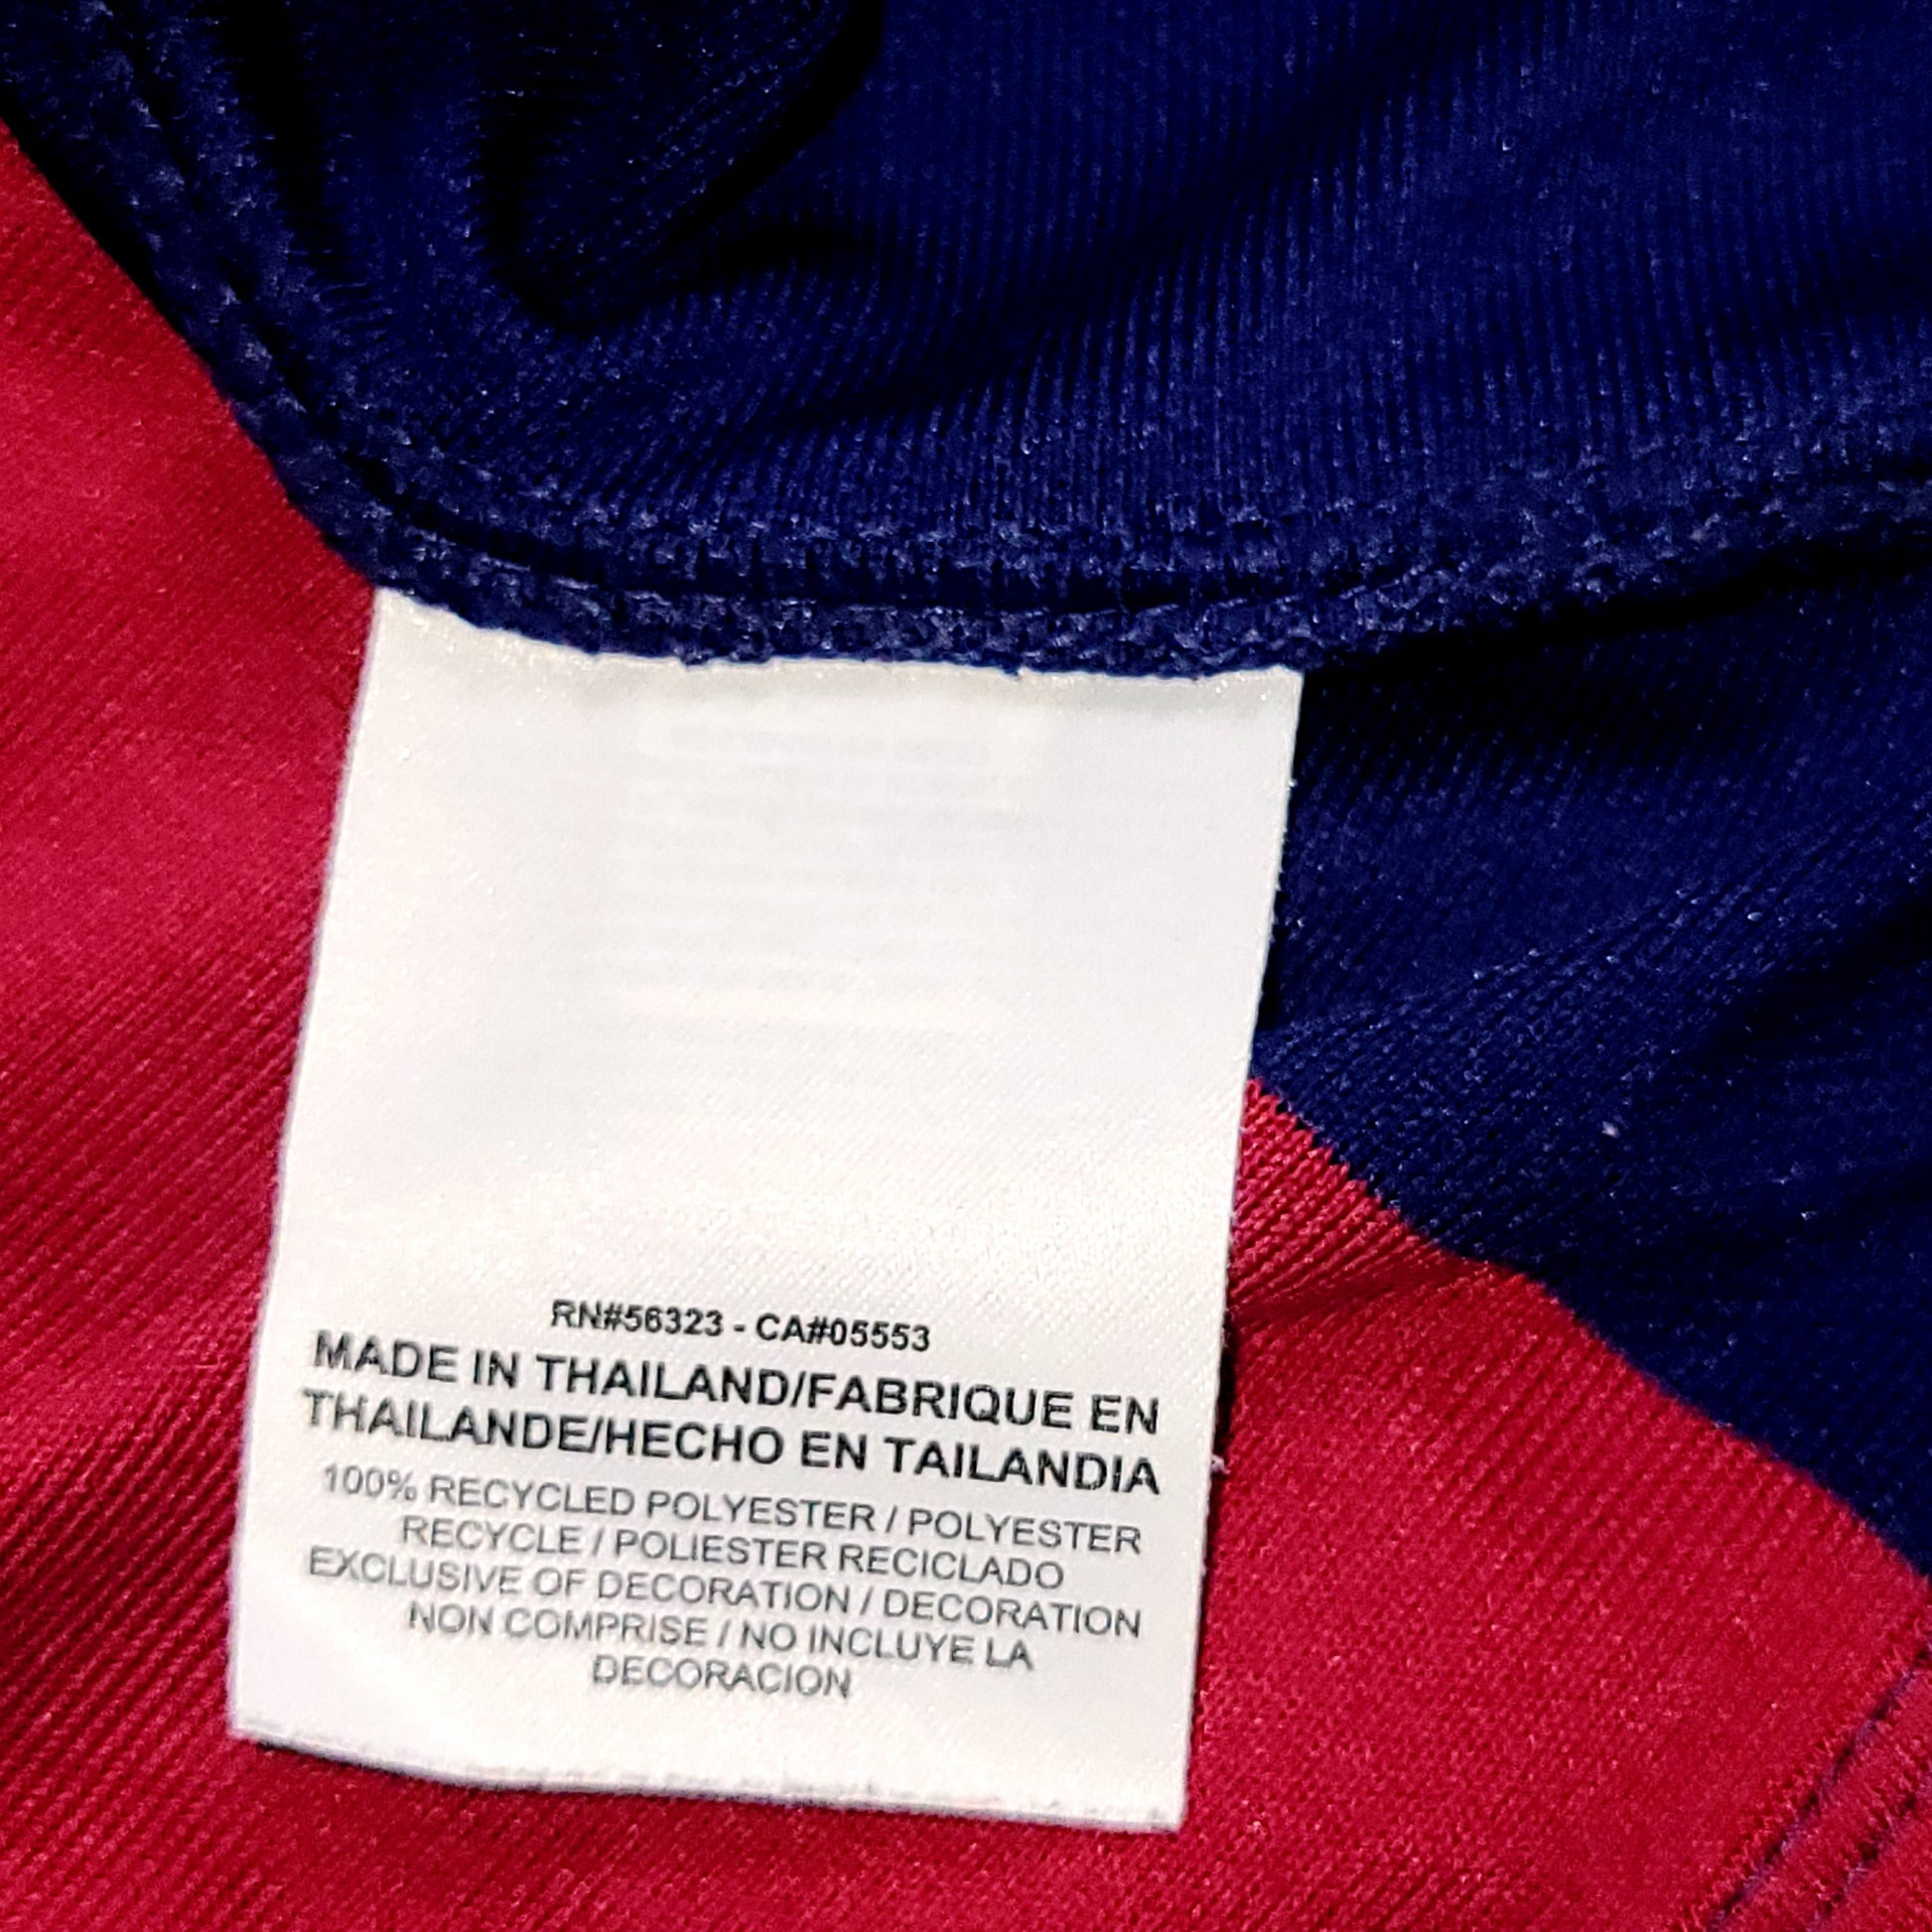 RN#56323 - CA#05553
MADE IN THAILAND/FABRIQUE EN
THAILANDE/HECHO EN TAILANDIA
100% RECYCLED POLYESTER / POLYESTER
RECYCLE / POLIESTER RECICLADO
EXCLUSIVE OF DECORATION / DECORATION
NON COMPRISE / NO INCLUYE LA
DECORACION